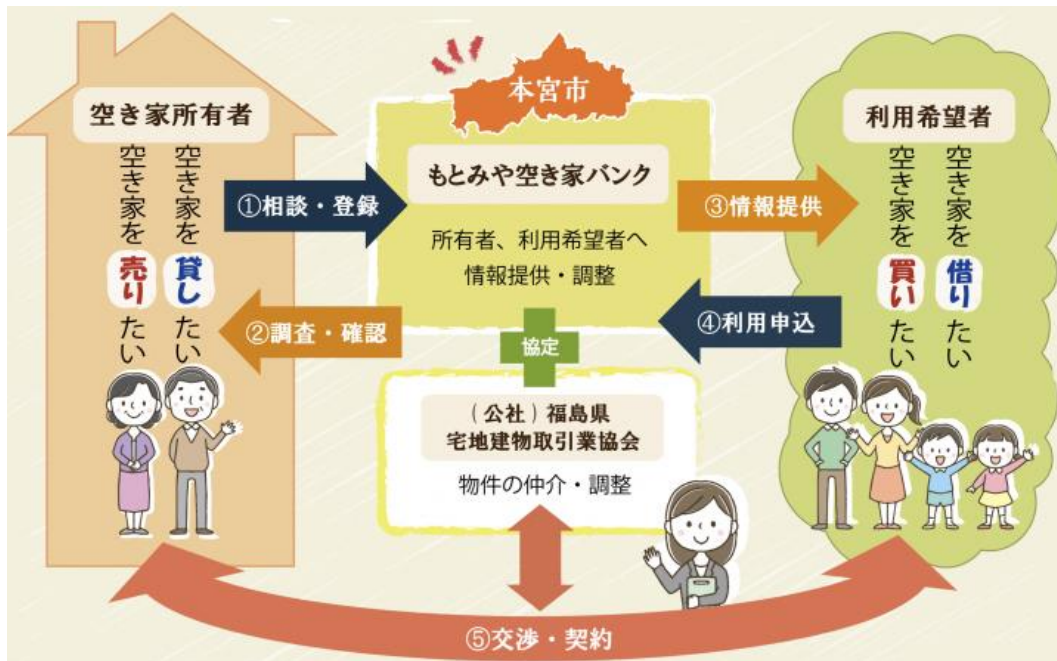 本宮市
空き家所有者
空き家を貸したい
空き家を売りたい
①相談・登録
②調査・確認
もとみや空き家バンク
所有者、利用希望者へ
情報提供・調整
協定
（公社）福島県
宅地建物取引業協会
物件の仲介・調整
③情報提供
④利用申込
利用希望者
空き家を借りたい
空き家を買いたい
⑤交渉・契約